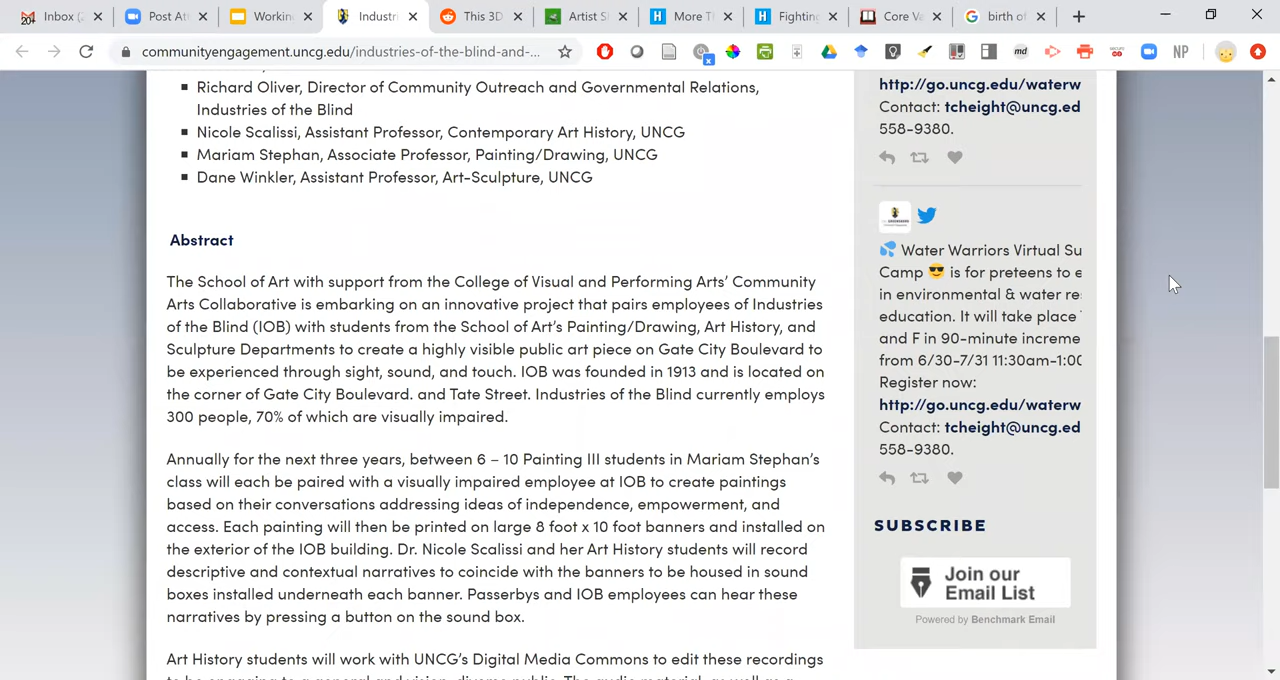 Inbox (2
Post At
Workin
Industri
This 3D
Artist S
More T
Fightin
Core Va
birth of
communityengagement.uncg.edu/industries-of-the-blind-and-...
md
NP
Richard Oliver, Director of Community Outreach and Governmental Relations,
Industries of the Blind
Nicole Scalissi, Assistant Professor, Contemporary Art History, UNCG
Mariam Stephan, Associate Professor, Painting/Drawing, UNCG
Dane Winkler, Assistant Professor, Art-Sculpture, UNCG
Abstract
The School of Art with support from the College of Visual and Performing Arts' Community
Arts Collaborative is embarking on an innovative project that pairs employees of Industries
of the Blind (IOB) with students from the School of Art's Painting/Drawing, Art History, and
Sculpture Departments to create a highly visible public art piece on Gate City Boulevard to
be experienced through sight, sound, and touch. IOB was founded in 1913 and is located on
the corner of Gate City Boulevard. and Tate Street. Industries of the Blind currently employs
300 people, 70% of which are visually impaired.
Annually for the next three years, between 6 – 10 Painting III students in Mariam Stephan's
class will each be paired with a visually impaired employee at IOB to create paintings
based on their conversations addressing ideas of independence, empowerment, and
access. Each painting will then be printed on large 8 foot x 10 foot banners and installed on
the exterior of the IOB building. Dr. Nicole Scalissi and her Art History students will record
descriptive and contextual narratives to coincide with the banners to be housed in sound
boxes installed underneath each banner. Passerbys and IOB employees can hear these
narratives by pressing a button on the sound box.
Art History students will work with UNCG's Digital Media Commons to edit these recordings
http://go.uncg.edu/waterw
Contact: tcheight@uncg.ed
558-9380.
Water Warriors Virtual Su
Camp 😎 is for preteens to e
in environmental & water re
education. It will take place
and F in 90-minute increme
from 6/30-7/31 11:30am-1:00
Register now:
http://go.uncg.edu/waterw
Contact: tcheight@uncg.ed
558-9380.
SUBSCRIBE
Join our
Email List
Powered by Benchmark Email